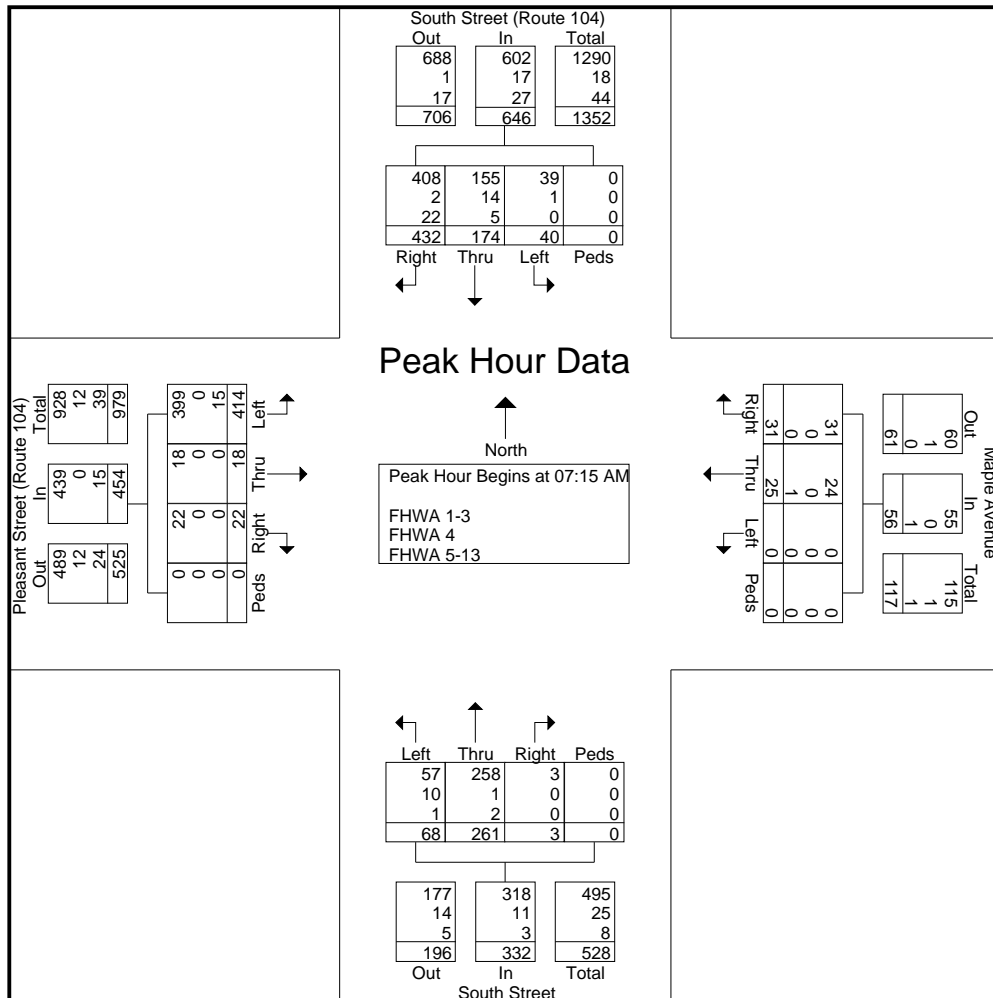 South Street (Route 104)
Out In Total
688 602 1290
1 17 18
17 27 44
706 646 1352
408 155 39 0
2 14 1 0
22 5 0 0
432 174 40 0
Right Thru Left Peds
Peak Hour Data
North
Peak Hour Begins at 07:15 AM
FHWA 1-3
FHWA 4
FHWA 5-13
Pleasant Street (Route 104)
Out In Total
489 439 928
12 0 12
24 15 39
525 454 979
0 22 18 399
0 0 0 0
0 0 0 15
0 22 18 414
Peds Right Thru Left
Maple Avenue
Out In Total
60 55 115
1 0 1
0 1 1
61 56 117
31 24 0 0
0 0 0 0
0 1 0 0
31 25 0 0
Right Thru Left Peds
Left Thru Right Peds
57 258 3 0
10 1 0 0
1 2 0 0
68 261 3 0
177 318 495
14 11 25
5 3 8
196 332 528
Out In Total
South Street